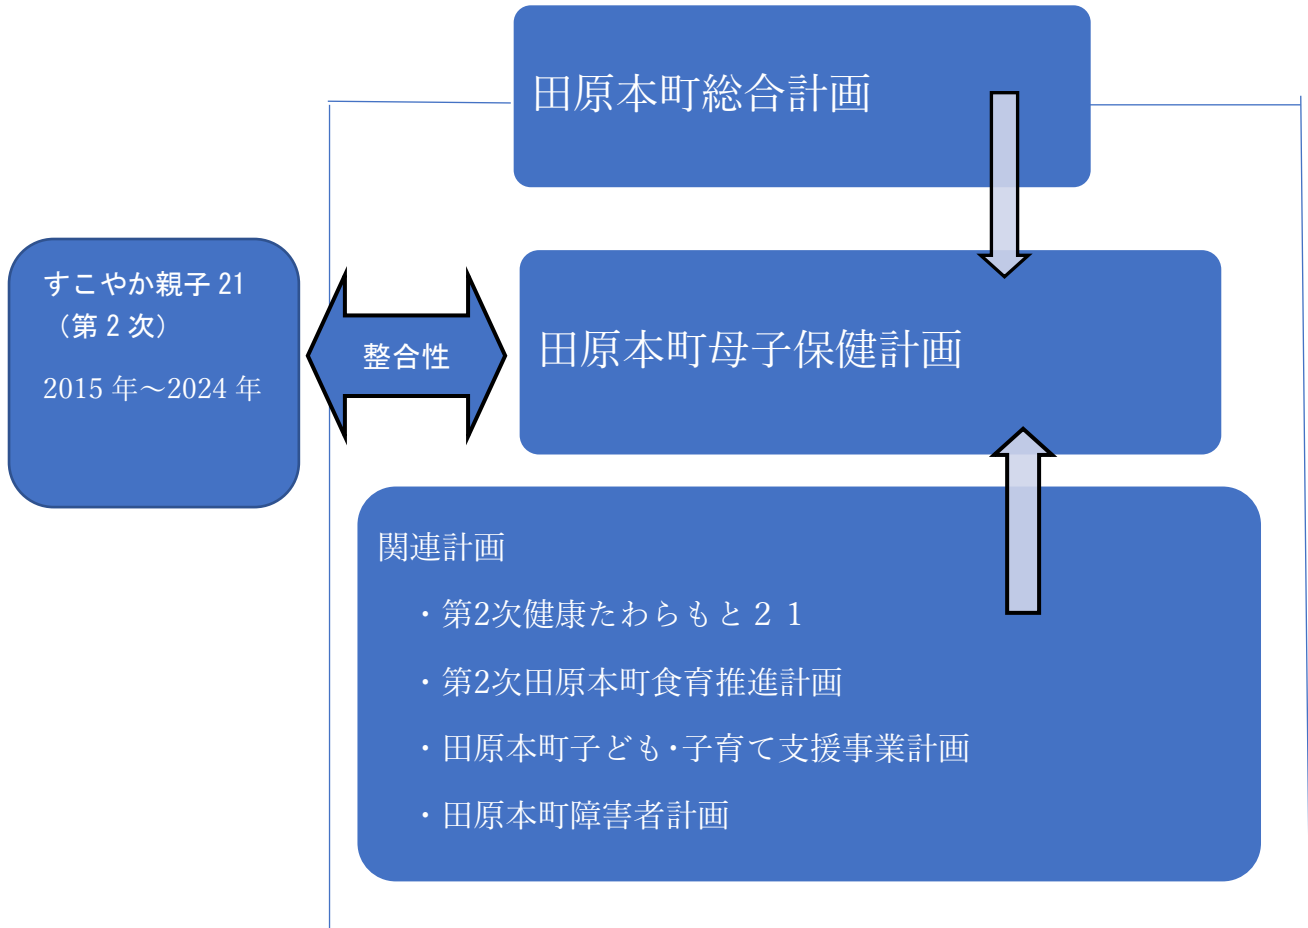 田原本町総合計画
すこやか親子 21
（第 2 次）
2015 年～2024 年
整合性
田原本町母子保健計画
関連計画
・第2次健康たわらもと２１
・第2次田原本町食育推進計画
・田原本町子ども・子育て支援事業計画
・田原本町障害者計画